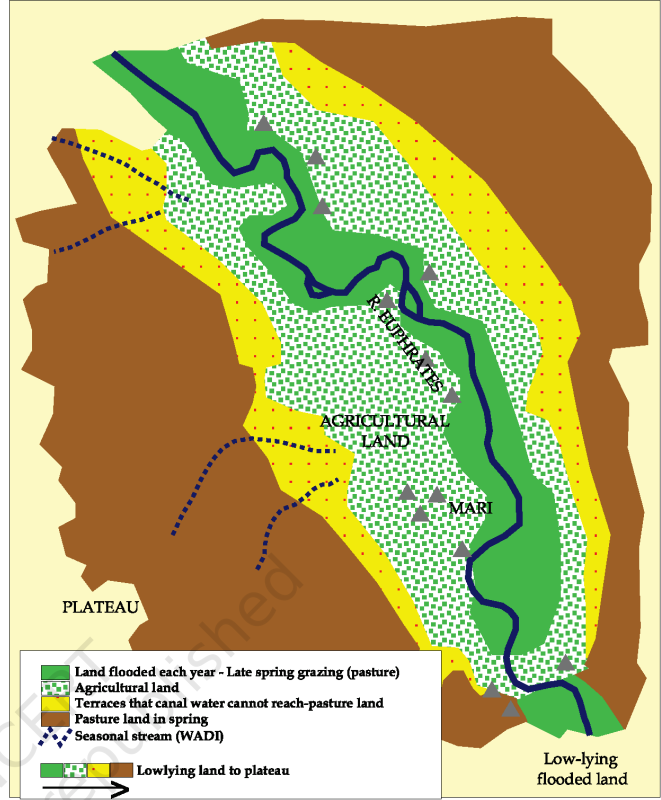 R. EUPHRATES
AGRICULTURAL
LAND
MARI
PLATEAU
Land flooded each year - Late spring grazing (pasture)
Agricultural land
Terraces that canal water cannot reach-pasture land
Pasture land in spring
Seasonal stream (WADI)
Lowlying land to plateau
Low-lying
flooded land